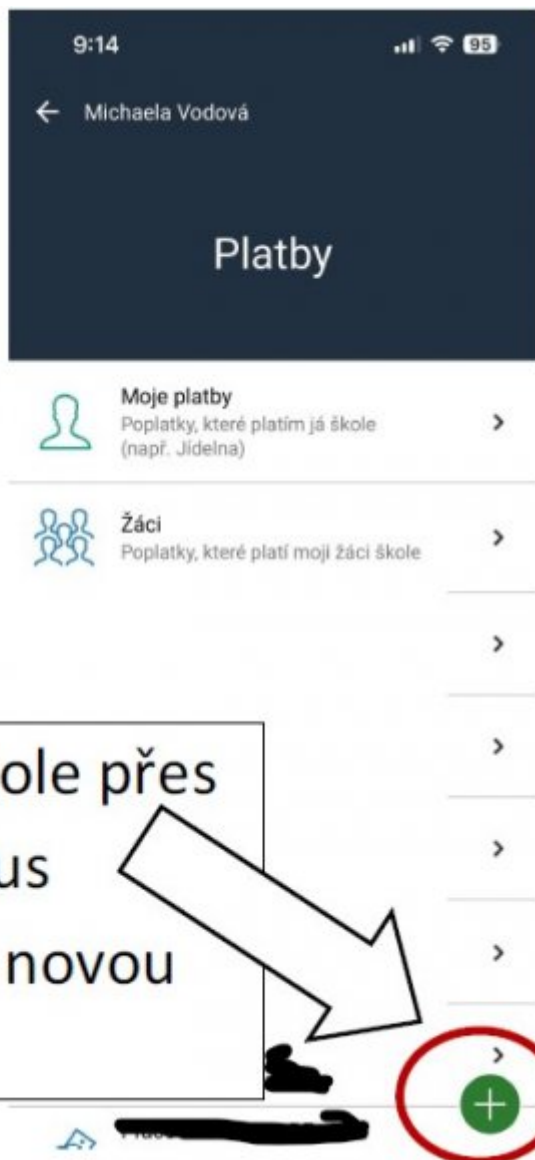 9:14
95
Michaela Vodová
Platby
Moje platby
Poplatky, které platím já škole
(např. Jídelna)
Žáci
Poplatky, které platí moji žáci škole
ole přes
us
novou